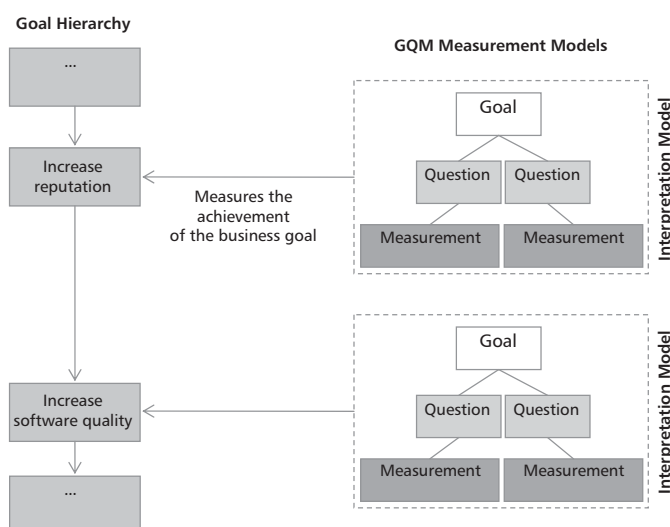 Goal Hierarchy
...
Increase
reputation
Increase
software quality
...
Measures the
achievement
of the business goal
GQM Measurement Models
Goal
Question Question
Measurement Measurement
Interpretation Model
Goal
Question Question
Measurement Measurement
Interpretation Model